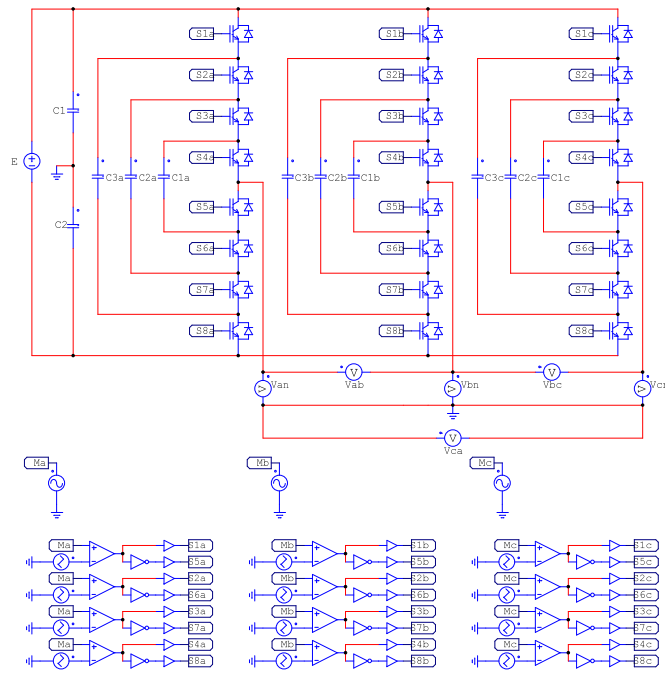 S1a S1b S1c
S2a S2b S2c
C1
S3a S3b S3c
E S4a S4b S4c
C3a C2a C1a C3b C2b C1b C3c C2c C1c
S5a S5b S5c
C2
S6a S6b S6c
S7a S7b S7c
S8a S8b S8c
V Van V Vab V Vbn V Vbc V Vcn
V
Vca
Ma Mb Mc
Ma S1a Mb S1b Mc S1c
S5a S5b S5c
Ma S2a Mb S2b Mc S2c
S6a S6b S6c
Ma S3a Mb S3b Mc S3c
S7a S7b S7c
Ma S4a Mb S4b Mc S4c
S8a S8b S8c